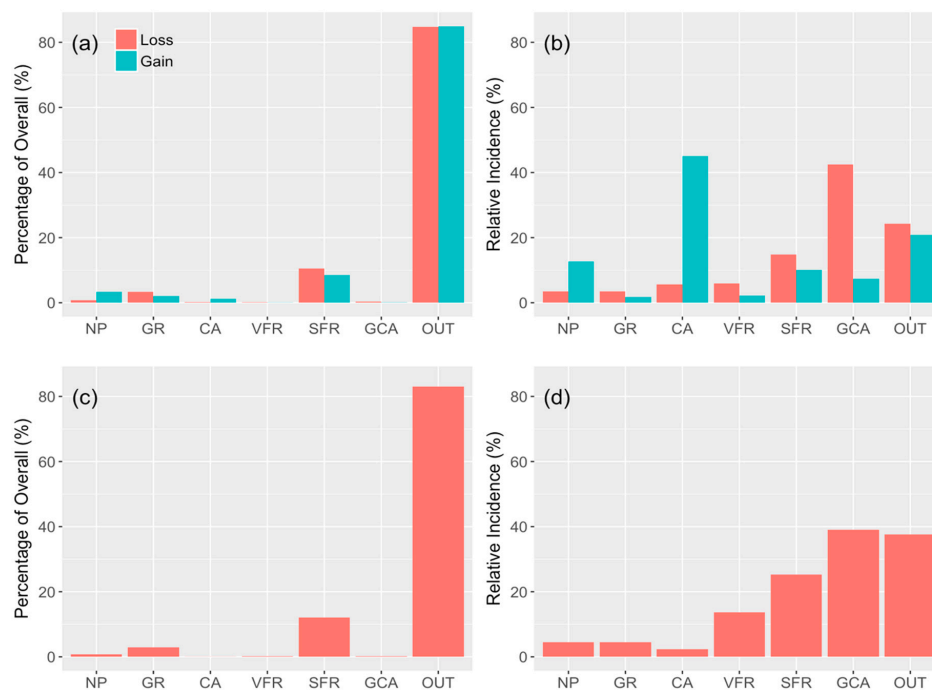 (a)
Loss
Gain
Percentage of Overall (%)
80
60
40
20
0
NP GR CA VFR SFR GCA OUT
(b)
Relative Incidence (%)
80
60
40
20
0
NP GR CA VFR SFR GCA OUT
(c)
Percentage of Overall (%)
80
60
40
20
0
NP GR CA VFR SFR GCA OUT
(d)
Relative Incidence (%)
80
60
40
20
0
NP GR CA VFR SFR GCA OUT